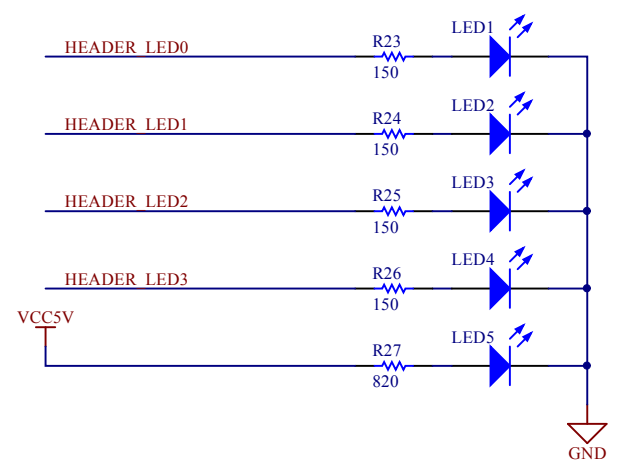 LED1
HEADER_LED0
R23
150
LED2
HEADER_LED1
R24
150
LED3
HEADER_LED2
R25
150
LED4
HEADER_LED3
R26
150
VCC5V
LED5
R27
820
GND